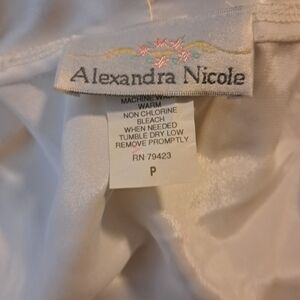 Alexandra Nicole
MACHINE WASH
WARM
NON CHLORINE
BLEACH
WHEN NEEDED
TUMBLE DRY LOW
REMOVE PROMPTLY
RN 79423
P